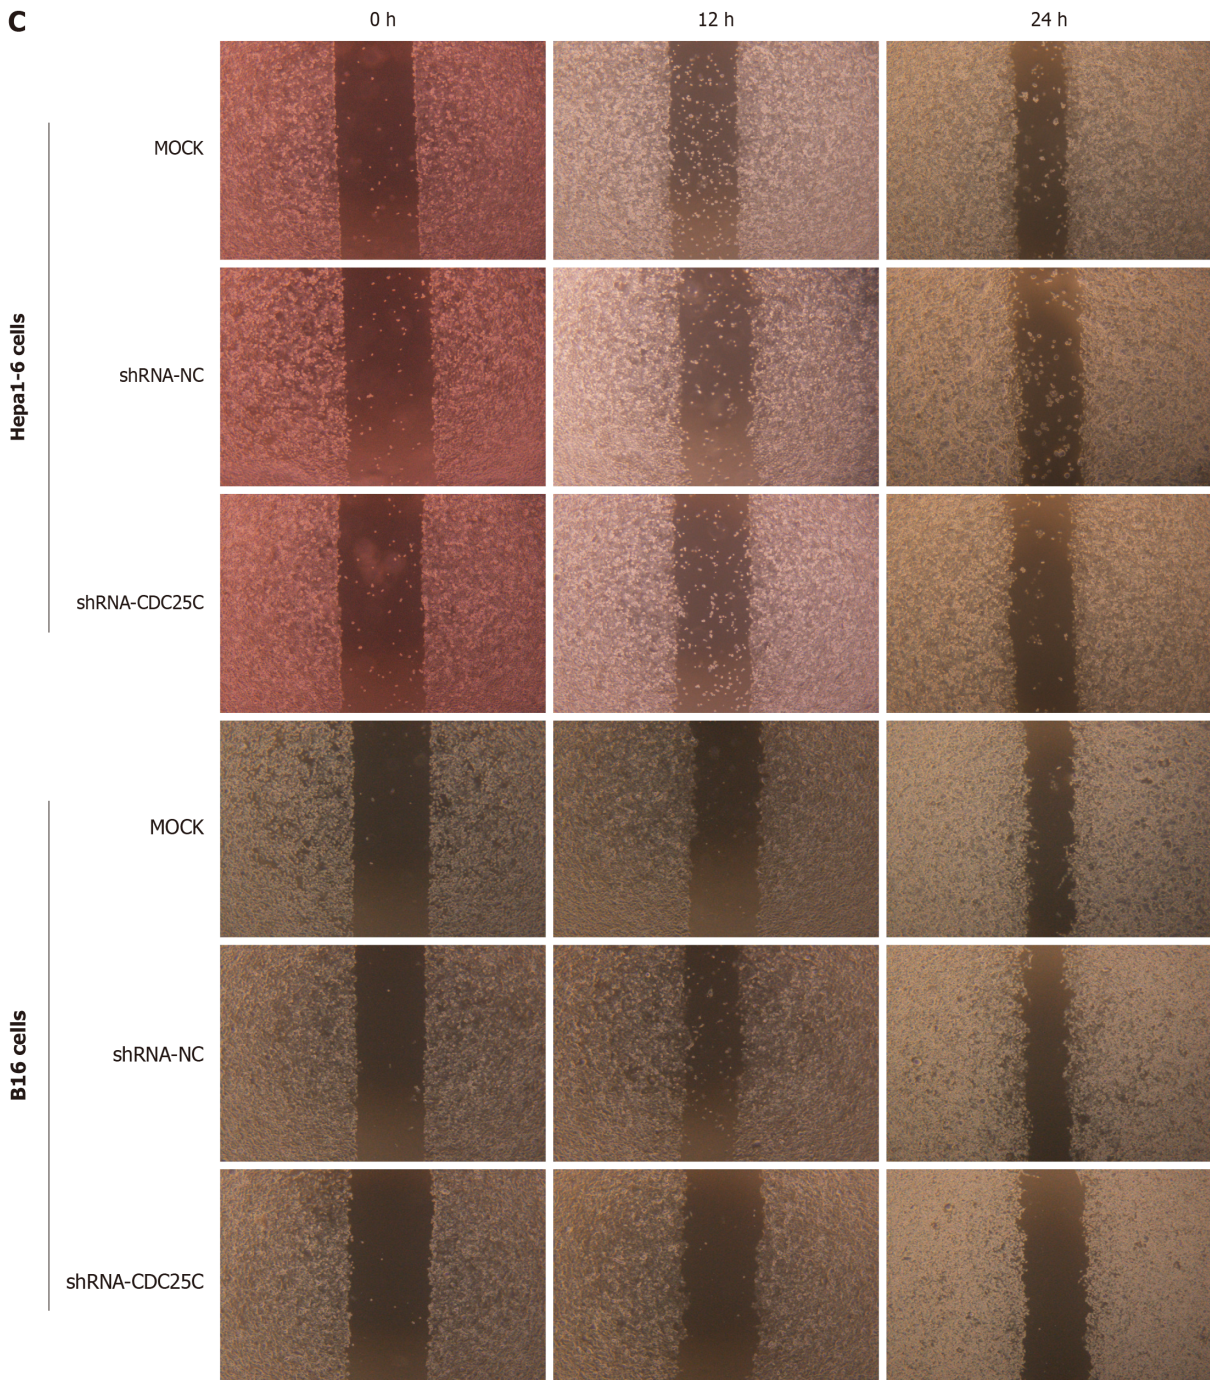 C
0 h 12 h 24 h
MOCK
shRNA-NC
shRNA-CDC25C
Hepa1-6 cells
MOCK
shRNA-NC
shRNA-CDC25C
B16 cells